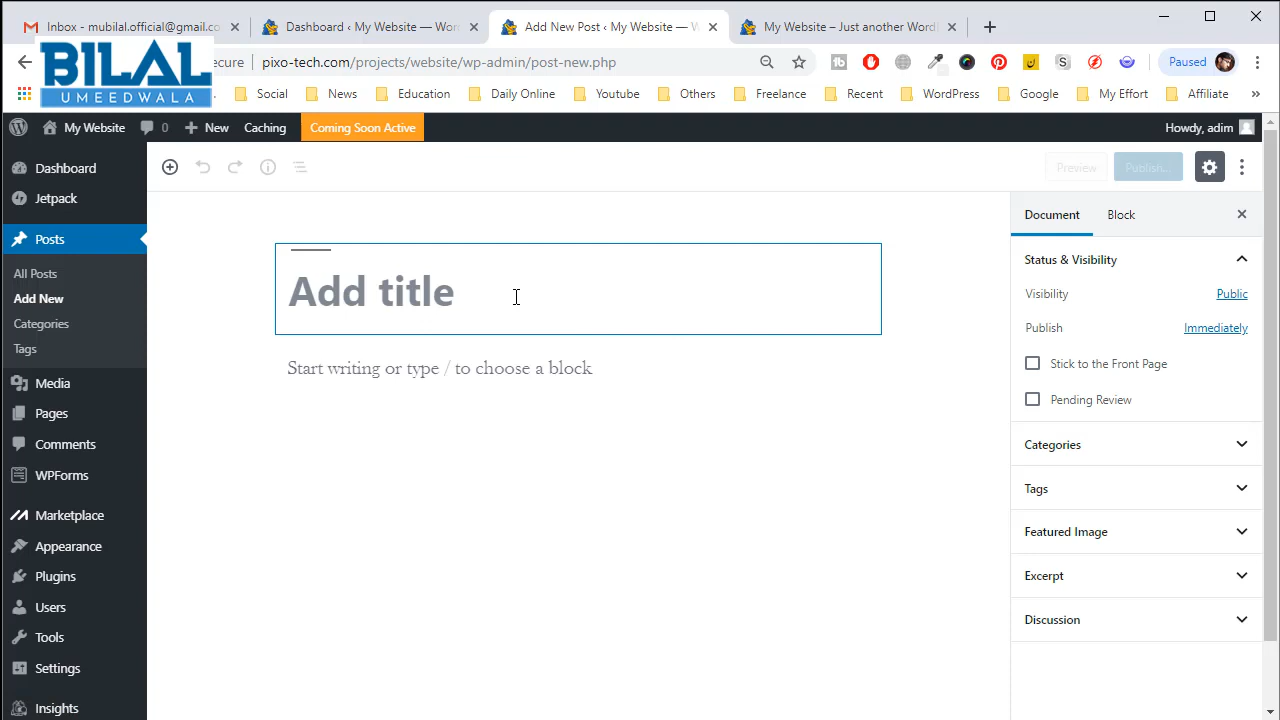 Inbox - mubilal.official@gmail.co
Dashboard ‹ My Website — Wor
Add New Post ‹ My Website — W
My Website – Just another Word
BILAL
UMEEDWALA
ecure
pixo-tech.com/projects/website/wp-admin/post-new.php
Paused
Social
News
Education
Daily Online
Youtube
Others
Freebies
Recent
WordPress
Google
My Effort
Affiliate
»
My Website
0
New
Caching
Coming Soon Active
Howdy, adim
Dashboard
Jetpack
Posts
All Posts
Add New
Categories
Tags
Media
Pages
Comments
WPForms
Marketplace
Appearance
Plugins
Users
Tools
Settings
Insights
Preview
Publish...
Add title
Start writing or type / to choose a block
Document
Block
Status & Visibility
Visibility
Public
Publish
Immediately
Stick to the Front Page
Pending Review
Categories
Tags
Featured Image
Excerpt
Discussion